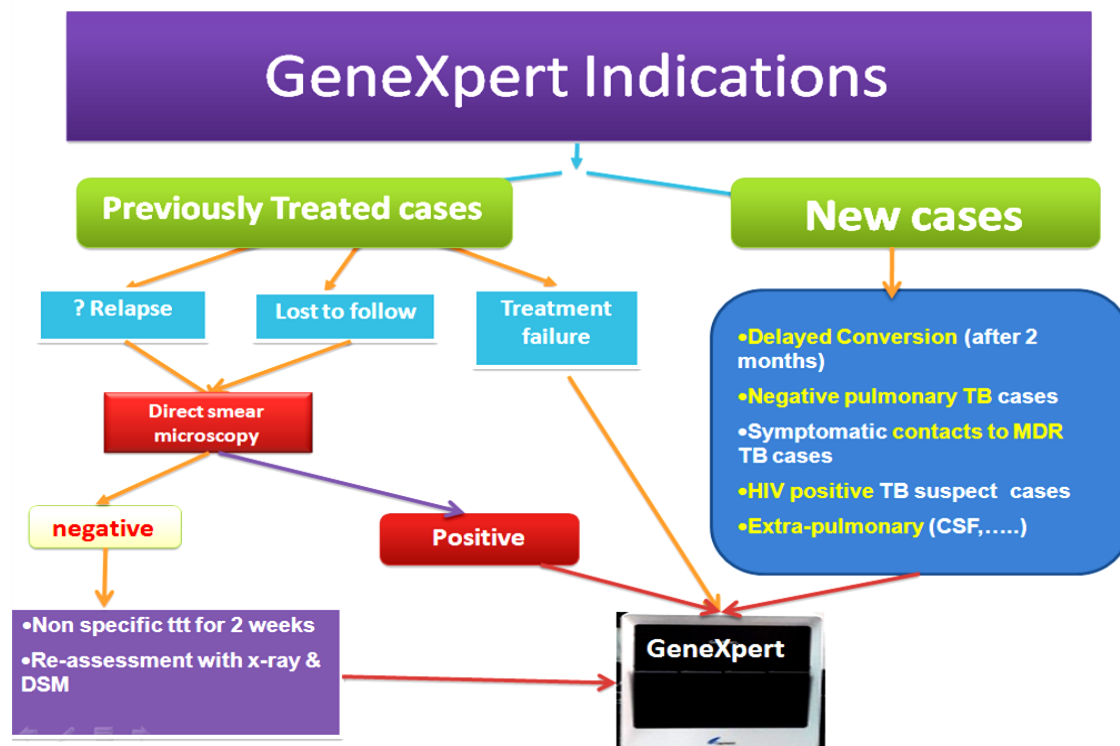 GeneXpert Indications
Previously Treated cases
New cases
? Relapse
Lost to follow
Treatment
failure
•Delayed Conversion (after 2
months)
•Negative pulmonary TB cases
•Symptomatic contacts to MDR
TB cases
•HIV positive TB suspect cases
•Extra-pulmonary (CSF,.....)
Direct smear
microscopy
negative
Positive
•Non specific ttt for 2 weeks
•Re-assessment with x-ray &
DSM
GeneXpert